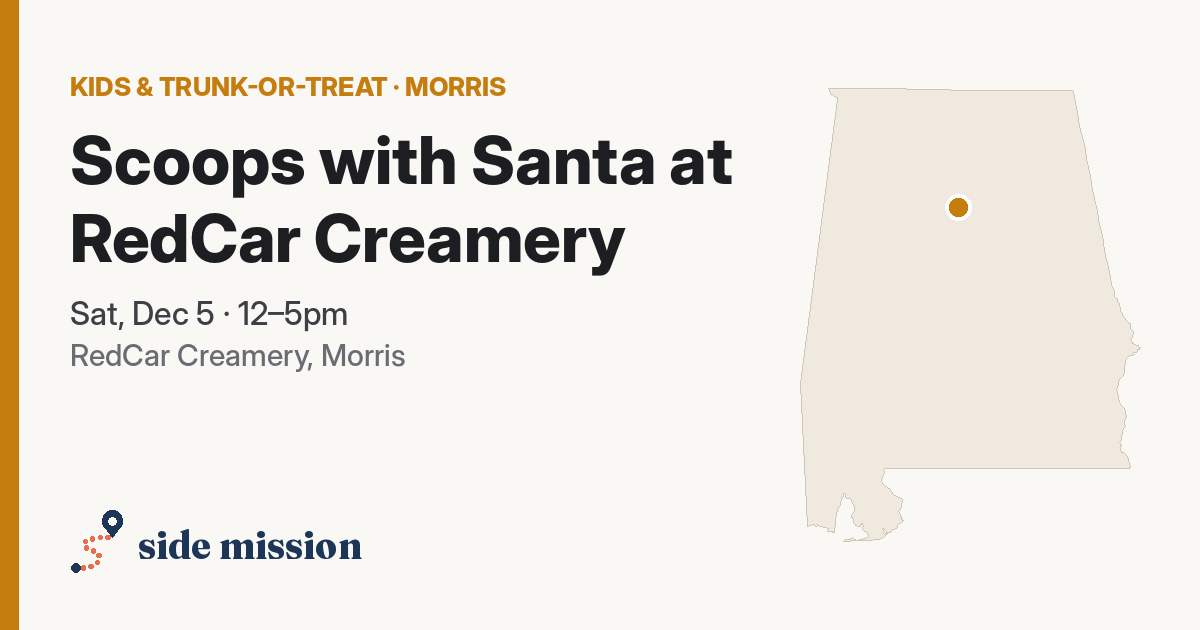 KIDS & TRUNK-OR-TREAT · MORRIS
Scoops with Santa at
RedCar Creamery
Sat, Dec 5 · 12–5pm
RedCar Creamery, Morris
side mission